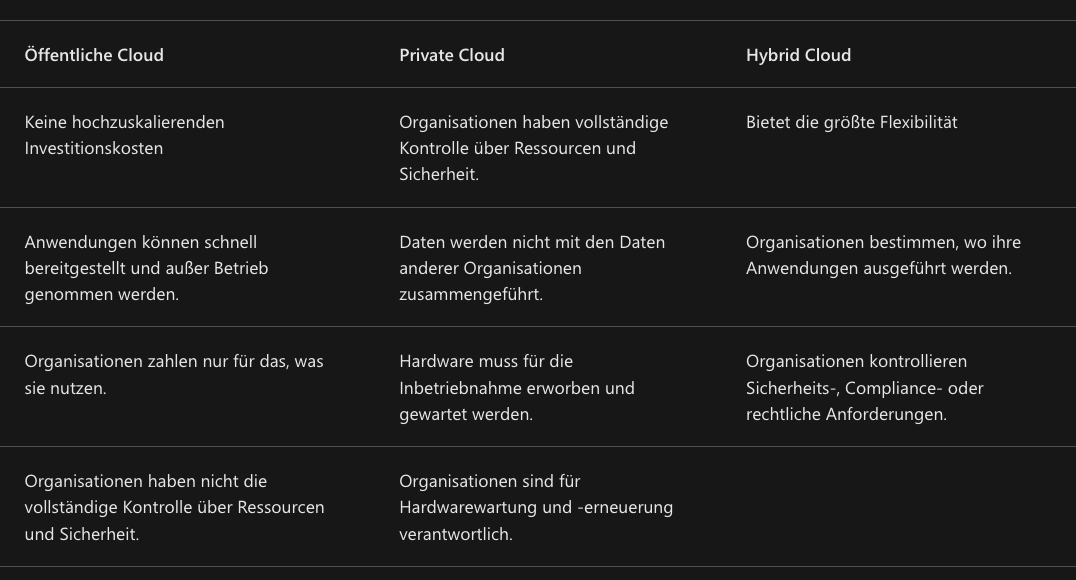 Öffentliche Cloud
Private Cloud
Hybrid Cloud
Keine hochzuskalierenden
Investitionskosten
Organisationen haben vollständige
Kontrolle über Ressourcen und
Sicherheit.
Bietet die größte Flexibilität
Anwendungen können schnell
bereitgestellt und außer Betrieb
genommen werden.
Daten werden nicht mit den Daten
anderer Organisationen
zusammengeführt.
Organisationen bestimmen, wo ihre
Anwendungen ausgeführt werden.
Organisationen zahlen nur für das, was
sie nutzen.
Hardware muss für die
Inbetriebnahme erworben und
gewartet werden.
Organisationen kontrollieren
Sicherheits-, Compliance- oder
rechtliche Anforderungen.
Organisationen haben nicht die
vollständige Kontrolle über Ressourcen
und Sicherheit.
Organisationen sind für
Hardwarewartung und -erneuerung
verantwortlich.